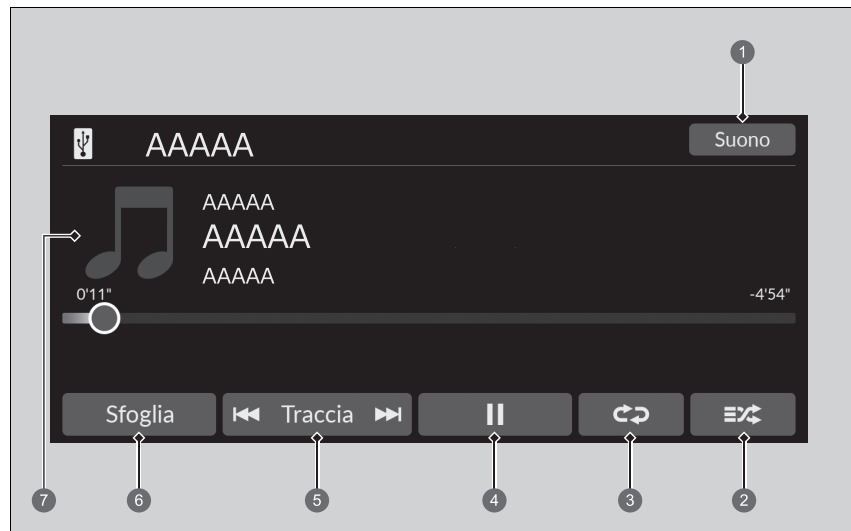 1
AAAAA
Suono
AAAAA
AAAAA
AAAAA
0'11"
-4'54"
Sfoglia
Traccia
7
6
5
4
3
2